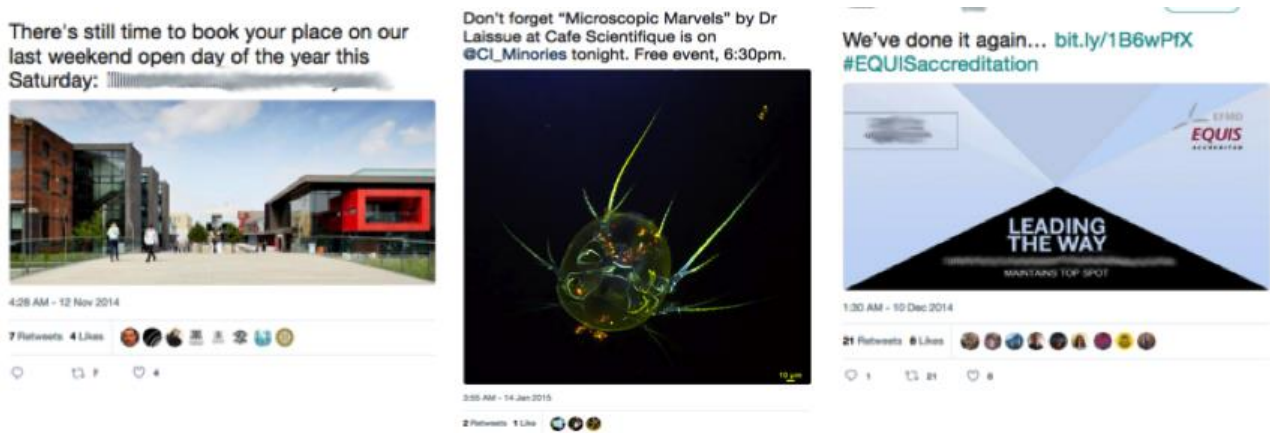 There's still time to book your place on our
last weekend open day of the year this
Saturday:
4:28 AM - 12 Nov 2014
7 Retweets 4 Likes
7 4
Don't forget “Microscopic Marvels” by Dr
Laissue at Cafe Scientifique is on
@CI_Minories tonight. Free event, 6:30pm.
10 µm
3:55 AM - 14 Jan 2015
2 Retweets 1 Like
We've done it again... bit.ly/1B6wPfX
#EQUISaccreditation
EFMD
EQUIS
ACCREDITED
LEADING
THE WAY
MAINTAINS TOP SPOT
1:30 AM - 10 Dec 2014
21 Retweets 8 Likes
1 21 8